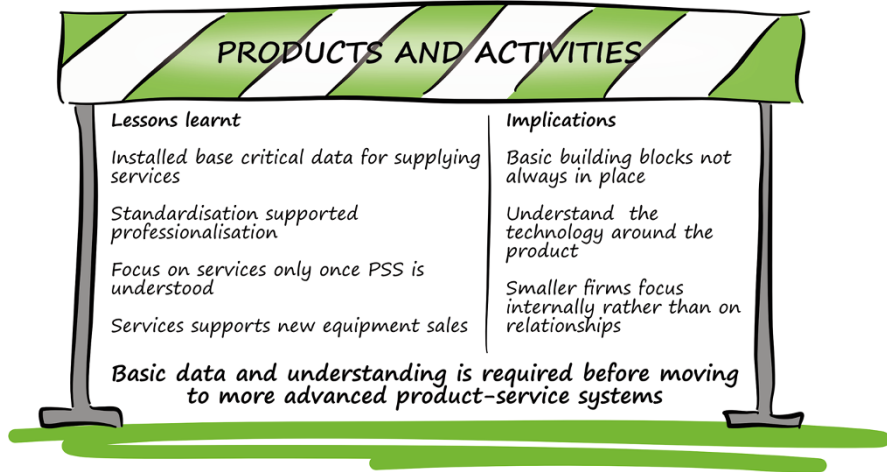 PRODUCTS AND ACTIVITIES
Lessons learnt
Installed base critical data for supplying
services
Standardisation supported
professionalisation
Focus on services only once PSS is
understood
Services supports new equipment sales
Implications
Basic building blocks not
always in place
Understand the
technology around the
product
Smaller firms focus
internally rather than on
relationships
Basic data and understanding is required before moving
to more advanced product-service systems